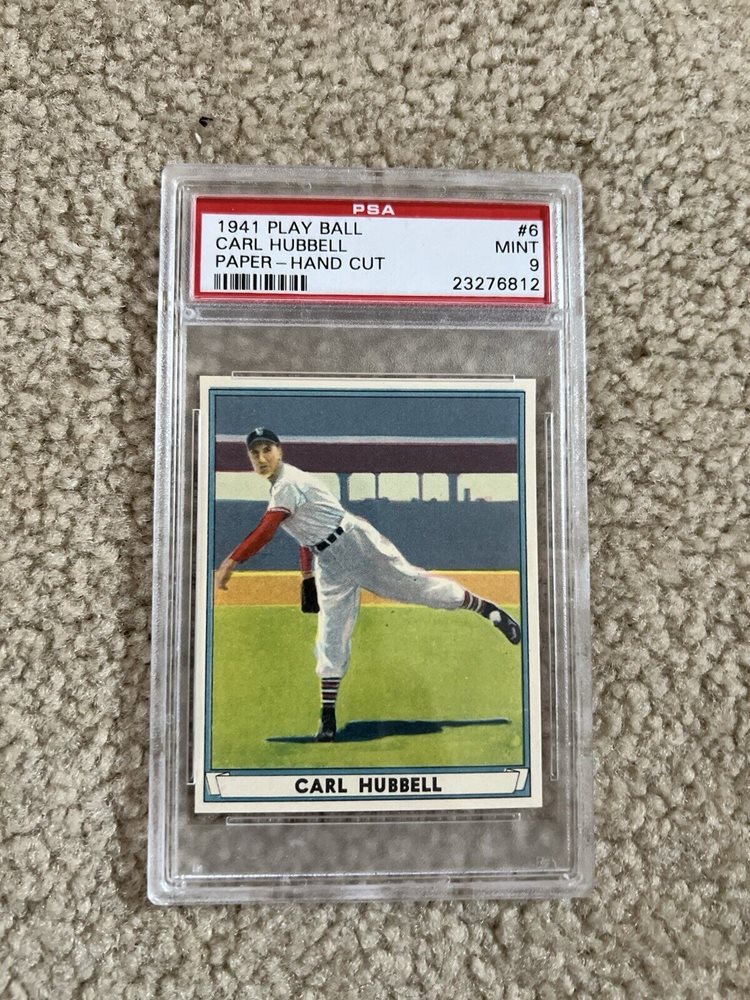 PSA
1941 PLAY BALL #6
CARL HUBBELL MINT
PAPER-HAND CUT 9
23276812
CARL HUBBELL